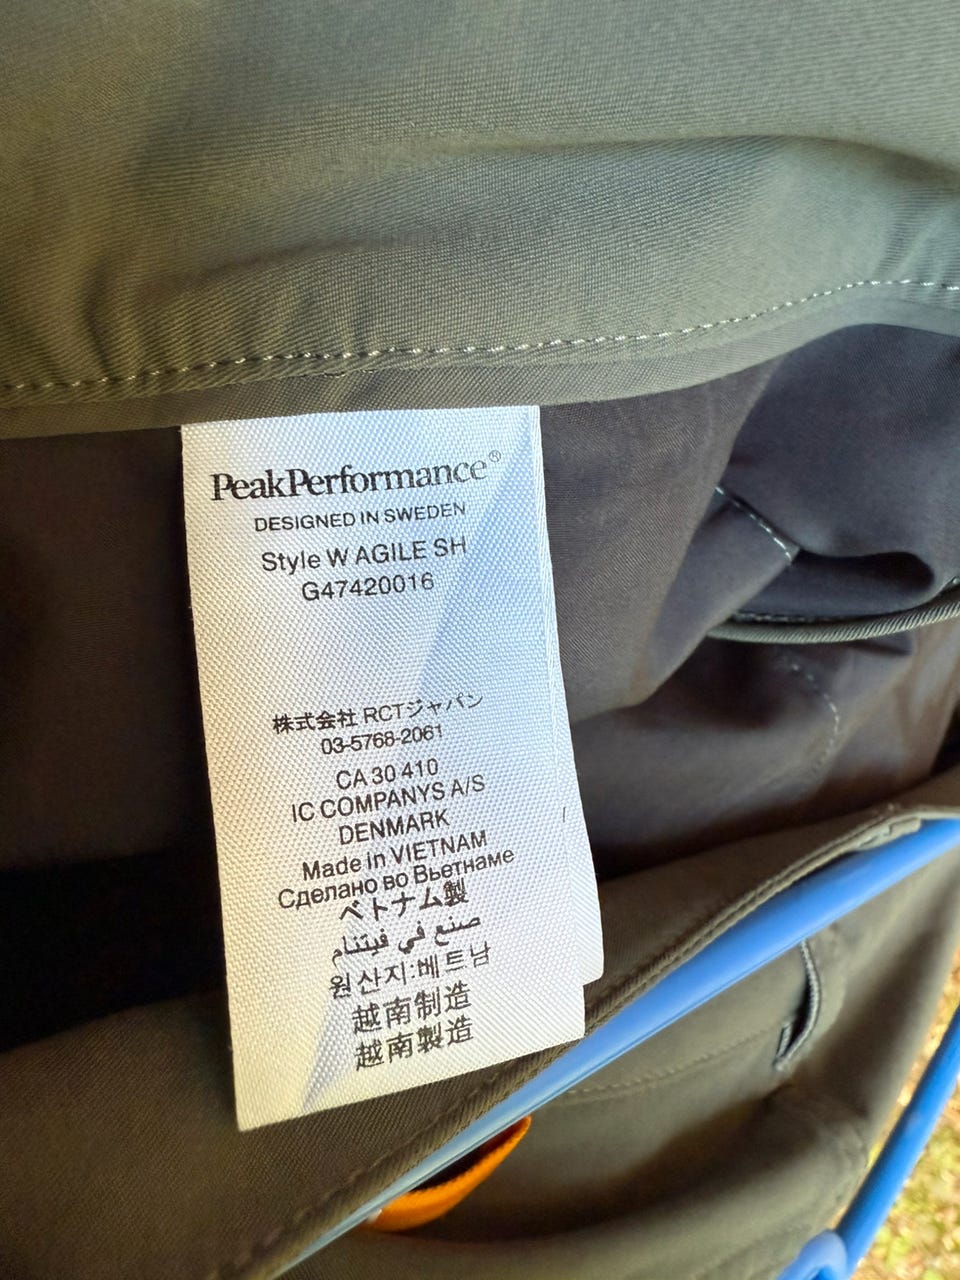 PeakPerformance®
DESIGNED IN SWEDEN
Style W AGILE SH
G47420016
株式会社 RCTジャパン
03-5768-2061
CA 30 410
IC COMPANYS A/S
DENMARK
Made in VIETNAM
Сделано во Вьетнаме
ベトナム製
صنع في فيتنام
원산지:베트남
越南制造
越南製造